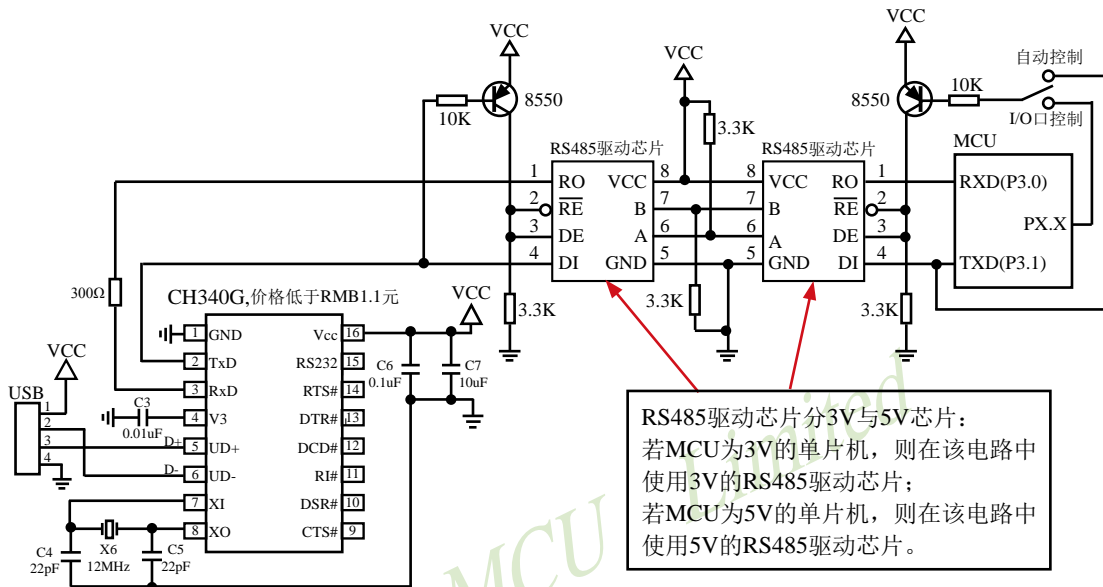 VCC
VCC
VCC
自动控制
8550
10K
3.3K
8550
10K
I/O口控制
RS485驱动芯片
RS485驱动芯片
MCU
1
RO
VCC
8
8
VCC
RO
1
RXD(P3.0)
2
RE
B
7
7
B
RE
2
PX.X
3
DE
A
6
6
A
DE
3
4
DI
GND
5
5
GND
DI
4
TXD(P3.1)
300Ω
CH340G,价格低于RMB1.1元
VCC
3.3K
3.3K
3.3K
1
GND
Vcc
16
2
TxD
RS232
15
3
RxD
RTS#
14
4
V3
DTR#
13
5
UD+
DCD#
12
6
UD-
RI#
11
7
XI
DSR#
10
8
XO
CTS#
9
C6
0.1uF
C7
10uF
VCC
USB
1
2
3
4
C3
0.01uF
D+
D-
C4
22pF
X6
12MHz
C5
22pF
RS485驱动芯片分3V与5V芯片：
若MCU为3V的单片机，则在该电路中
使用3V的RS485驱动芯片；
若MCU为5V的单片机，则在该电路中
使用5V的RS485驱动芯片。
MCU Limited